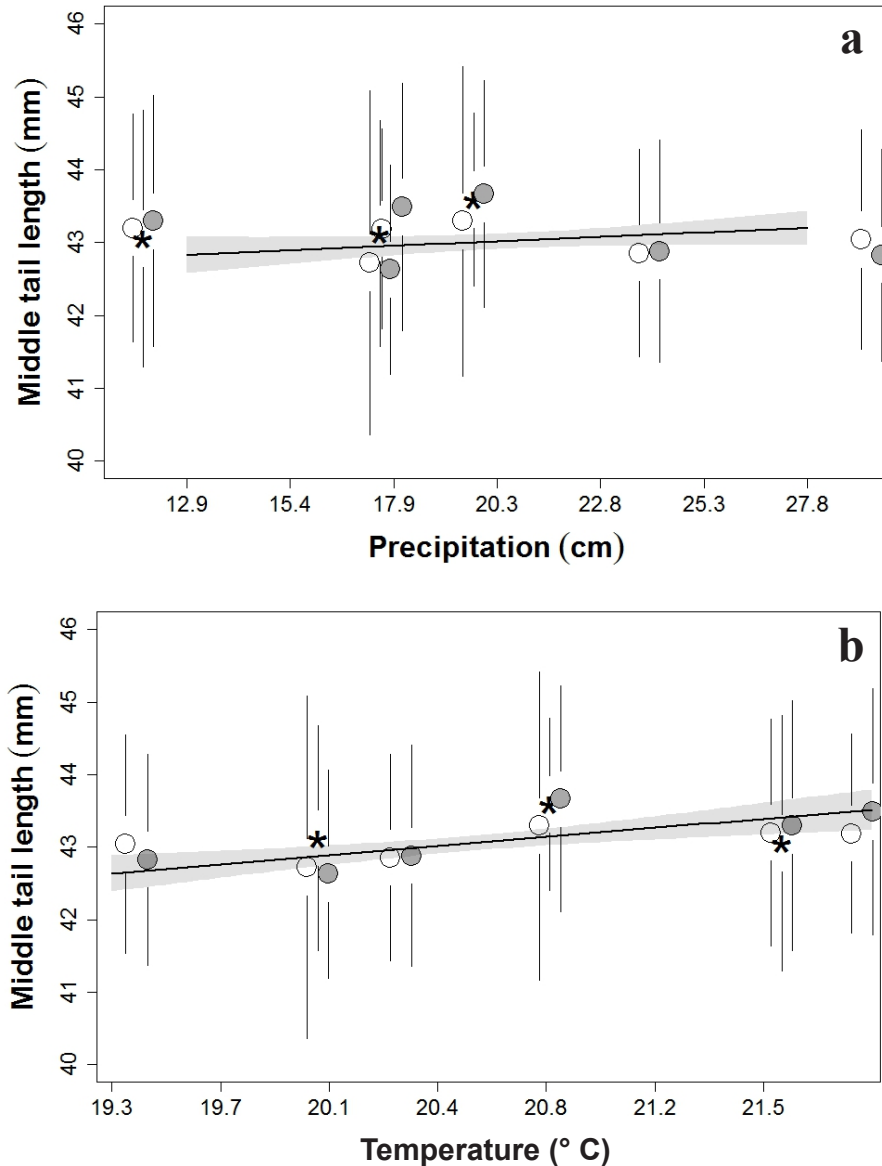 a
46
45
44
43
42
41
40
Middle tail length (mm)
12.9 15.4 17.9 20.3 22.8 25.3 27.8
Precipitation (cm)
b
46
45
44
43
42
41
40
Middle tail length (mm)
19.3 19.7 20.1 20.4 20.8 21.2 21.5
Temperature (° C)